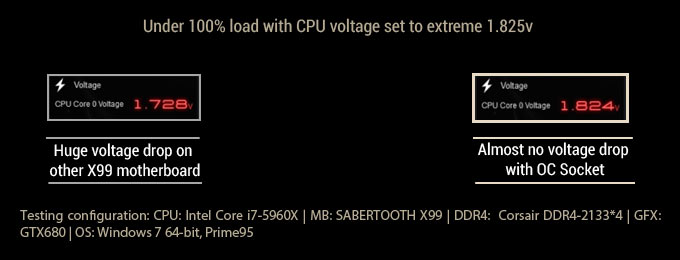 Under 100% load with CPU voltage set to extreme 1.825v
Voltage
CPU Core 0 Voltage 1.728v
Huge voltage drop on
other X99 motherboard
Voltage
CPU Core 0 Voltage 1.824v
Almost no voltage drop
with OC Socket
Testing configuration: CPU: Intel Core i7-5960X | MB: SABERTOOTH X99 | DDR4: Corsair DDR4-2133*4 | GFX:
GTX680 | OS: Windows 7 64-bit, Prime95